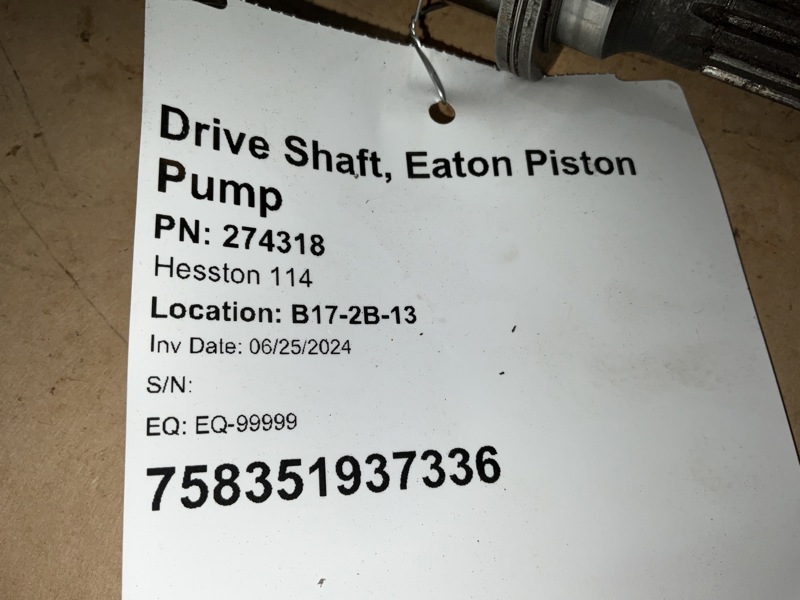 Drive Shaft, Eaton Piston
Pump
PN: 274318
Hesston 114
Location: B17-2B-13
Inv Date: 06/25/2024
S/N:
EQ: EQ-99999
758351937336